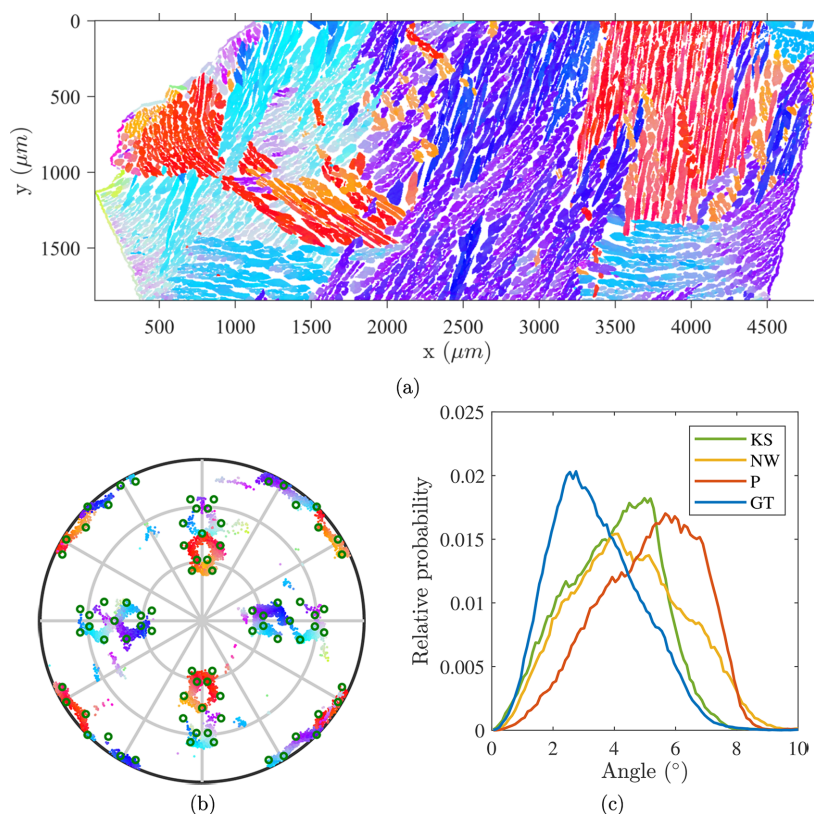 0
500
1000
1500
y (μm)
500 1000 1500 2000 2500 3000 3500 4000 4500
x (μm)
(a)
0.025
0.02
0.015
0.01
0.005
0
Relative probability
KS
NW
P
GT
0 2 4 6 8 10
Angle (°)
(b)
(c)